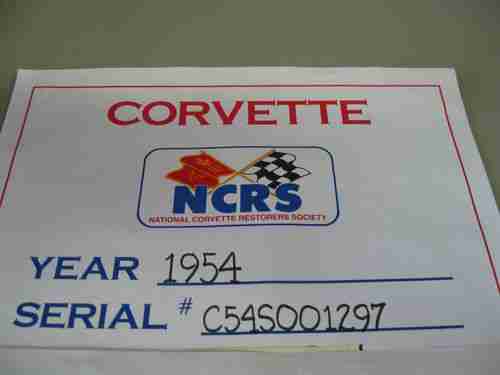 CORVETTE
NCRS
NATIONAL CORVETTE RESTORERS SOCIETY
YEAR 1954
SERIAL # C54S001297